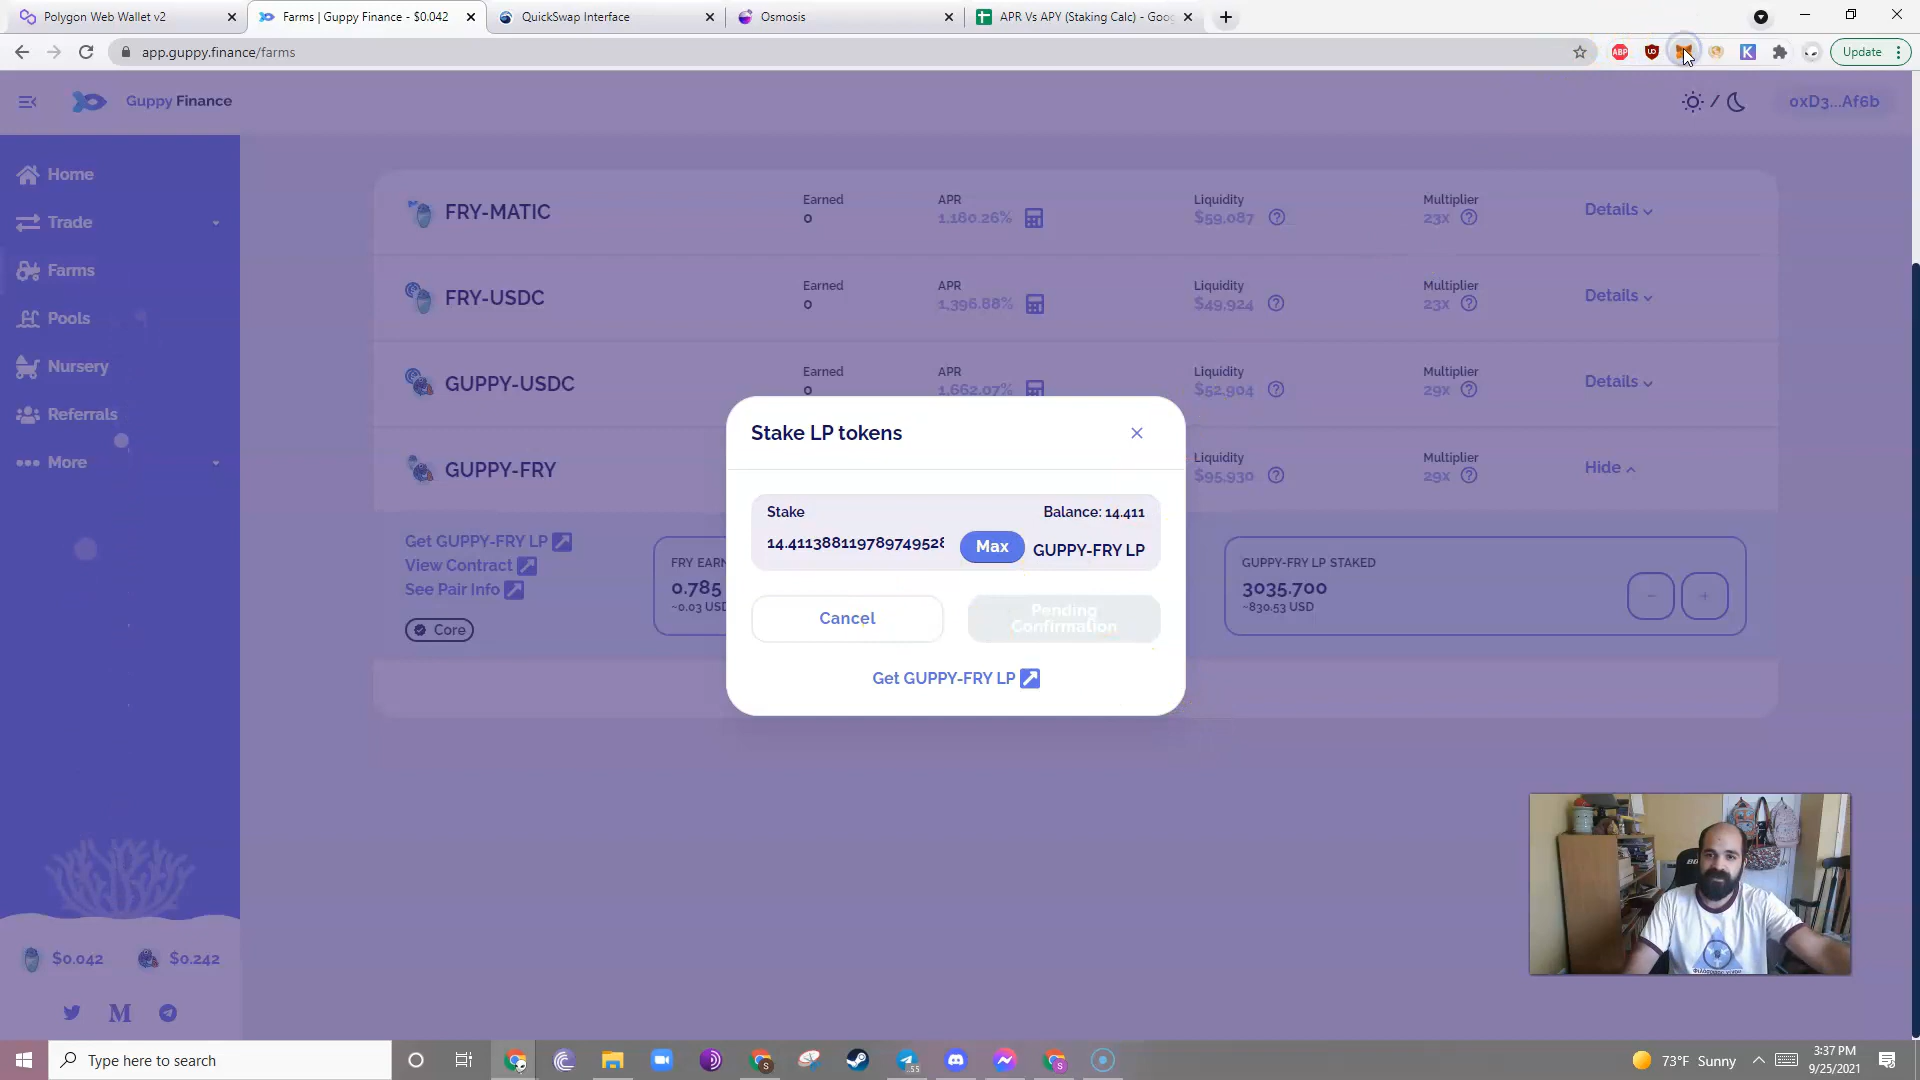 Polygon Web Wallet v2
Farms | Guppy Finance - $0.042
QuickSwap Interface
Osmosis
APR Vs APY (Staking Calc) - Goog
app.guppy.finance/farms
ABP
K
Update
Guppy Finance
/
0xD3...Af6b
Home
Trade
Farms
Pools
Nursery
Referrals
More
$0.042
$0.242
FRY-MATIC
Earned
0
APR
1,180.26%
Liquidity
$59,087
Multiplier
23x
Details
FRY-USDC
Earned
0
APR
1,396.88%
Liquidity
$49,924
Multiplier
23x
Details
GUPPY-USDC
Earned
0
APR
1,662.07%
Liquidity
$52,904
Multiplier
29x
Details
GUPPY-FRY
Liquidity
$95,930
Multiplier
29x
Hide
Get GUPPY-FRY LP
View Contract
See Pair Info
Core
FRY EARN
0.785
~0.03 USD
GUPPY-FRY LP STAKED
3035.700
~830.53 USD
Stake LP tokens
Stake
Balance: 14.411
14.411388119789749528
Max
GUPPY-FRY LP
Cancel
Pending
Confirmation
Get GUPPY-FRY LP
Type here to search
73°F Sunny
3:37 PM
9/25/2021